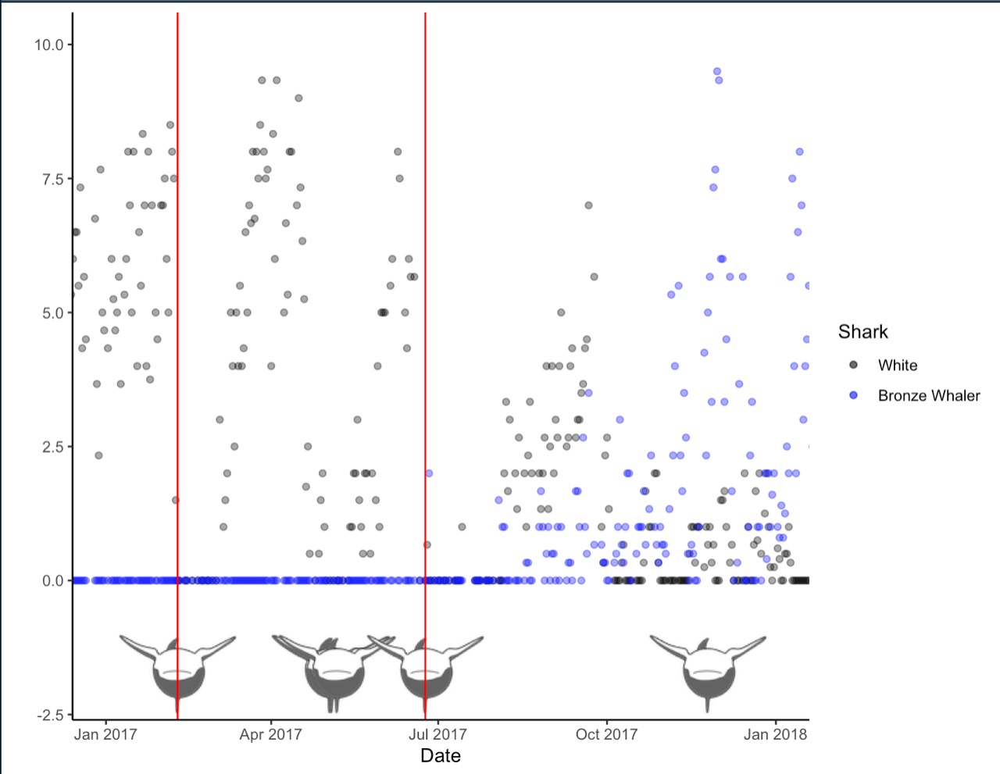 10.0
7.5
5.0
2.5
0.0
-2.5
Jan 2017
Apr 2017
Jul 2017
Oct 2017
Jan 2018
Date
Shark
White
Bronze Whaler